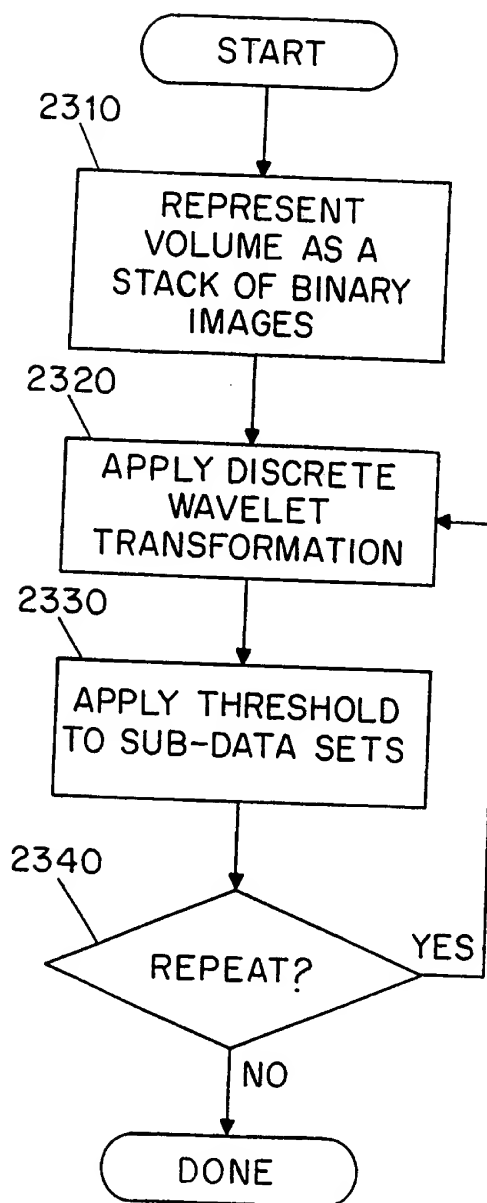 START
2310
REPRESENT
VOLUME AS A
STACK OF BINARY
IMAGES
2320
APPLY DISCRETE
WAVELET
TRANSFORMATION
2330
APPLY THRESHOLD
TO SUB-DATA SETS
2340
REPEAT?
YES
NO
DONE